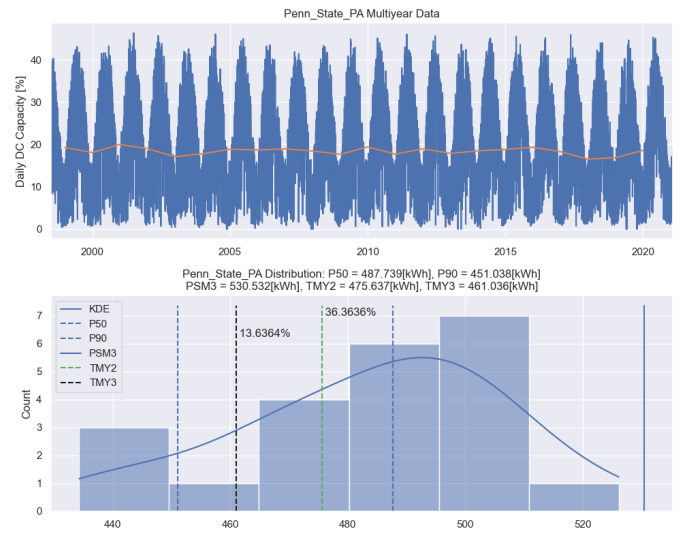 Penn_State_PA Multiyear Data
Daily DC Capacity [%]
40
30
20
10
0
2000 2005 2010 2015 2020
Penn_State_PA Distribution: P50 = 487.739[kWh], P90 = 451.038[kWh]
PSM3 = 530.532[kWh], TMY2 = 475.637[kWh], TMY3 = 461.036[kWh]
KDE
P50
P90
PSM3
TMY2
TMY3
36.3636%
13.6364%
Count
7
6
5
4
3
2
1
0
440 460 480 500 520